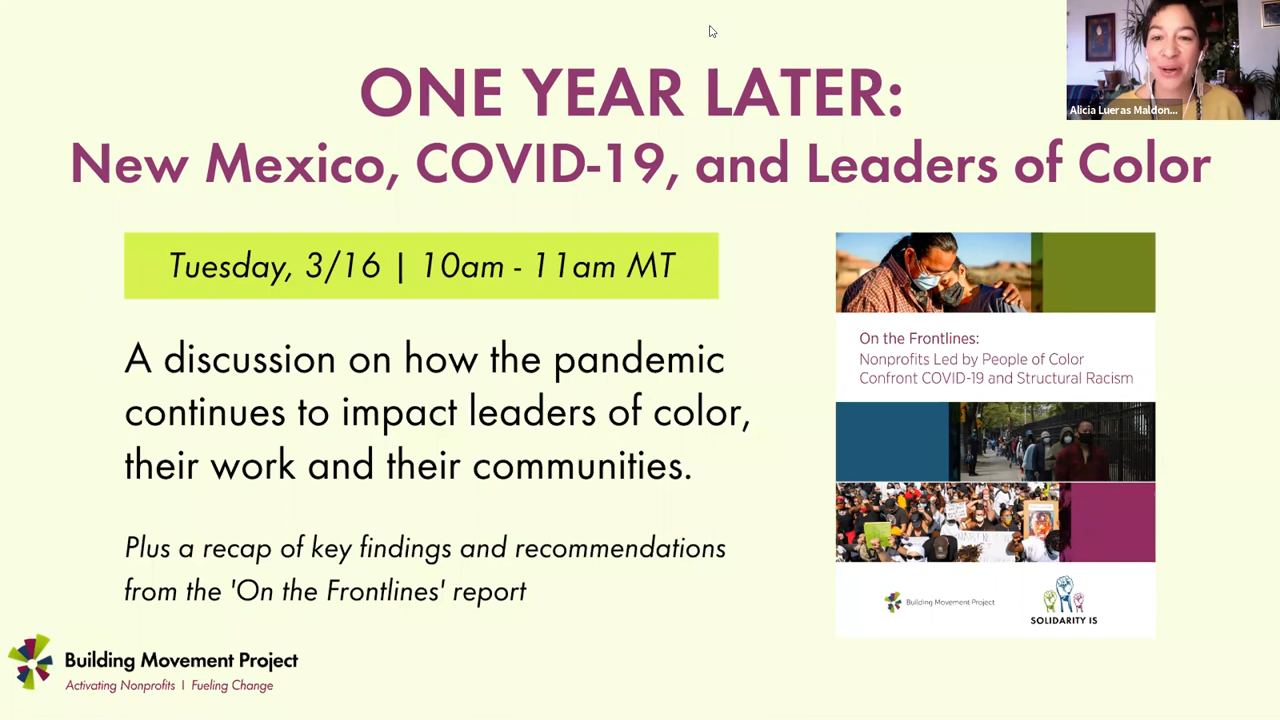 ONE YEAR LATER:
New Mexico, COVID-19, and Leaders of Color
Alicia Lueras Maldon...
Tuesday, 3/16 | 10am - 11am MT
A discussion on how the pandemic
continues to impact leaders of color,
their work and their communities.
Plus a recap of key findings and recommendations
from the 'On the Frontlines' report
On the Frontlines:
Nonprofits Led by People of Color
Confront COVID-19 and Structural Racism
Building Movement Project
SOLIDARITY IS
Building Movement Project
Activating Nonprofits | Fueling Change